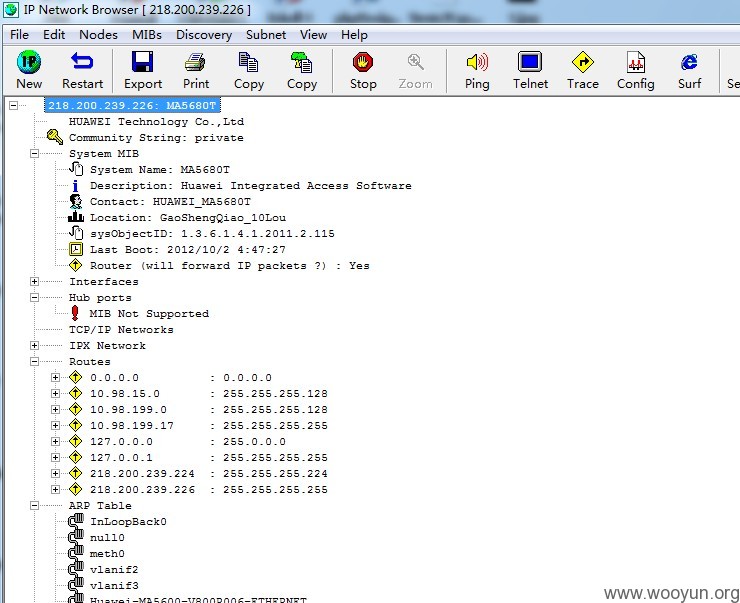 IP Network Browser [ 218.200.239.226 ]
File Edit Nodes MIBs Discovery Subnet View Help
New Restart Export Print Copy Copy Stop Zoom Ping Telnet Trace Config Surf Se
218.200.239.226: MA5680T
HUAWEI Technology Co.,Ltd
Community String: private
System MIB
System Name: MA5680T
Description: Huawei Integrated Access Software
Contact: HUAWEI_MA5680T
Location: GaoShengQiao_10Lou
sysObjectID: 1.3.6.1.4.1.2011.2.115
Last Boot: 2012/10/2 4:47:27
Router (will forward IP packets ?) : Yes
Interfaces
Hub ports
MIB Not Supported
TCP/IP Networks
IPX Network
Routes
0.0.0.0 : 0.0.0.0
10.98.15.0 : 255.255.255.128
10.98.199.0 : 255.255.255.128
10.98.199.17 : 255.255.255.255
127.0.0.0 : 255.0.0.0
127.0.0.1 : 255.255.255.255
218.200.239.224 : 255.255.255.224
218.200.239.226 : 255.255.255.255
ARP Table
InLoopBack0
null0
meth0
vlanif2
vlanif3
Huawei-MA5600-V800R006-ETHERNET
www.wooyun.org